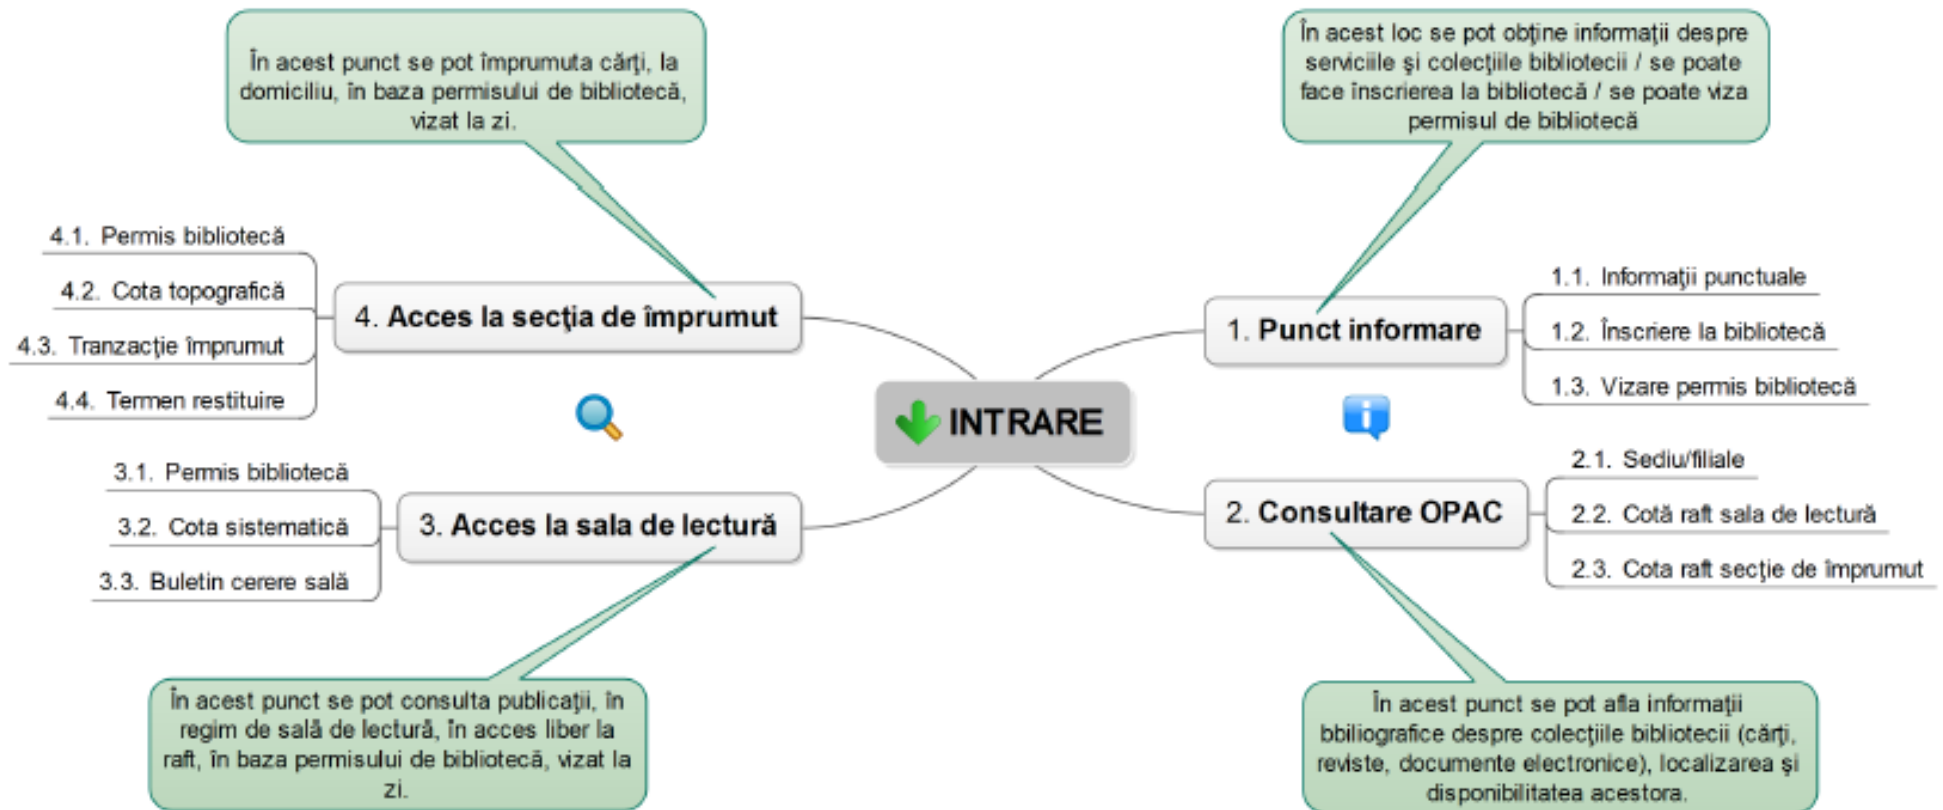 În acest punct se pot împrumuta cărţi, la
domiciliu, în baza permisului de bibliotecă,
vizat la zi.
În acest loc se pot obţine informaţii despre
serviciile şi colecţiile bibliotecii / se poate
face înscrierea la bibliotecă / se poate viza
permisul de bibliotecă
4.1. Permis bibliotecă
4.2. Cota topografică
4.3. Tranzacţie împrumut
4.4. Termen restituire
4. Acces la secţia de împrumut
1. Punct informare
1.1. Informaţii punctuale
1.2. Înscriere la bibliotecă
1.3. Vizare permis bibliotecă
INTRARE
3.1. Permis bibliotecă
3.2. Cota sistematică
3.3. Buletin cerere sală
3. Acces la sala de lectură
2. Consultare OPAC
2.1. Sediu/filiale
2.2. Cotă raft sala de lectură
2.3. Cota raft secţie de împrumut
În acest punct se pot consulta publicaţii, în
regim de sală de lectură, în acces liber la
raft, în baza permisului de bibliotecă, vizat la
zi.
În acest punct se pot afla informaţii
bbiliografice despre colecţiile bibliotecii (cărţi,
reviste, documente electronice), localizarea şi
disponibilitatea acestora.